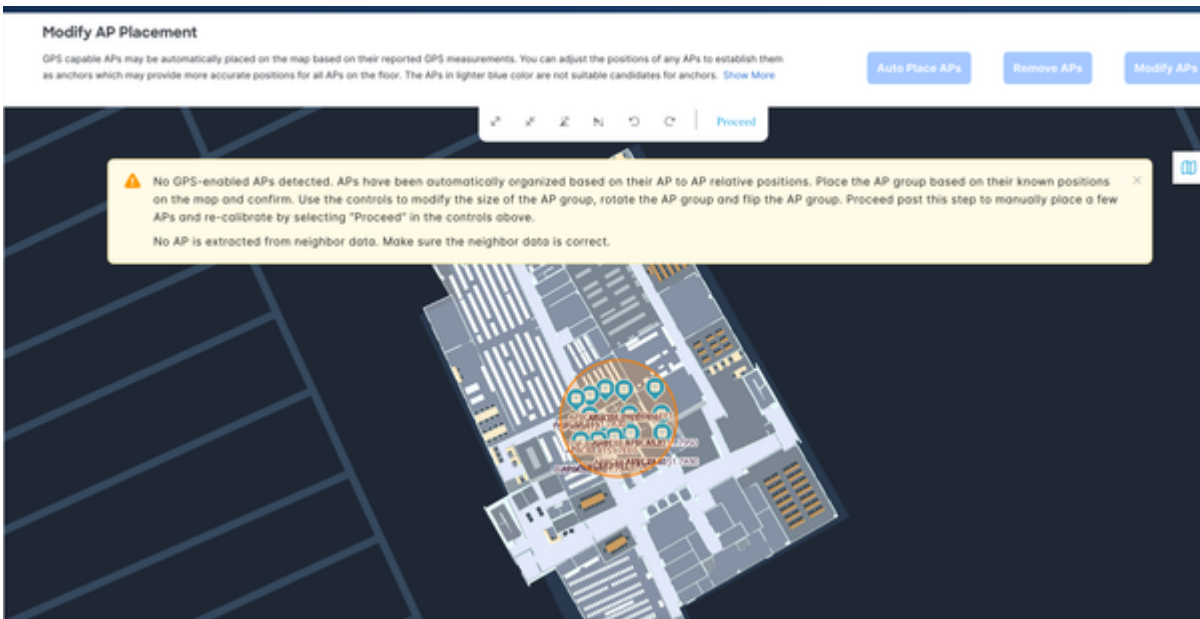 Modify AP Placement
GPS capable APs may be automatically placed on the map based on their reported GPS measurements. You can adjust the positions of any APs to establish them
as anchors which may provide more accurate positions for all APs on the floor. The APs in lighter blue color are not suitable candidates for anchors. Show More
Auto Place APs
Remove APs
Modify APs
Proceed
No GPS-enabled APs detected. APs have been automatically organized based on their AP to AP relative positions. Place the AP group based on their known positions
on the map and confirm. Use the controls to modify the size of the AP group, rotate the AP group and flip the AP group. Proceed past this step to manually place a few
APs and re-calibrate by selecting "Proceed" in the controls above.
No AP is extracted from neighbor data. Make sure the neighbor data is correct.